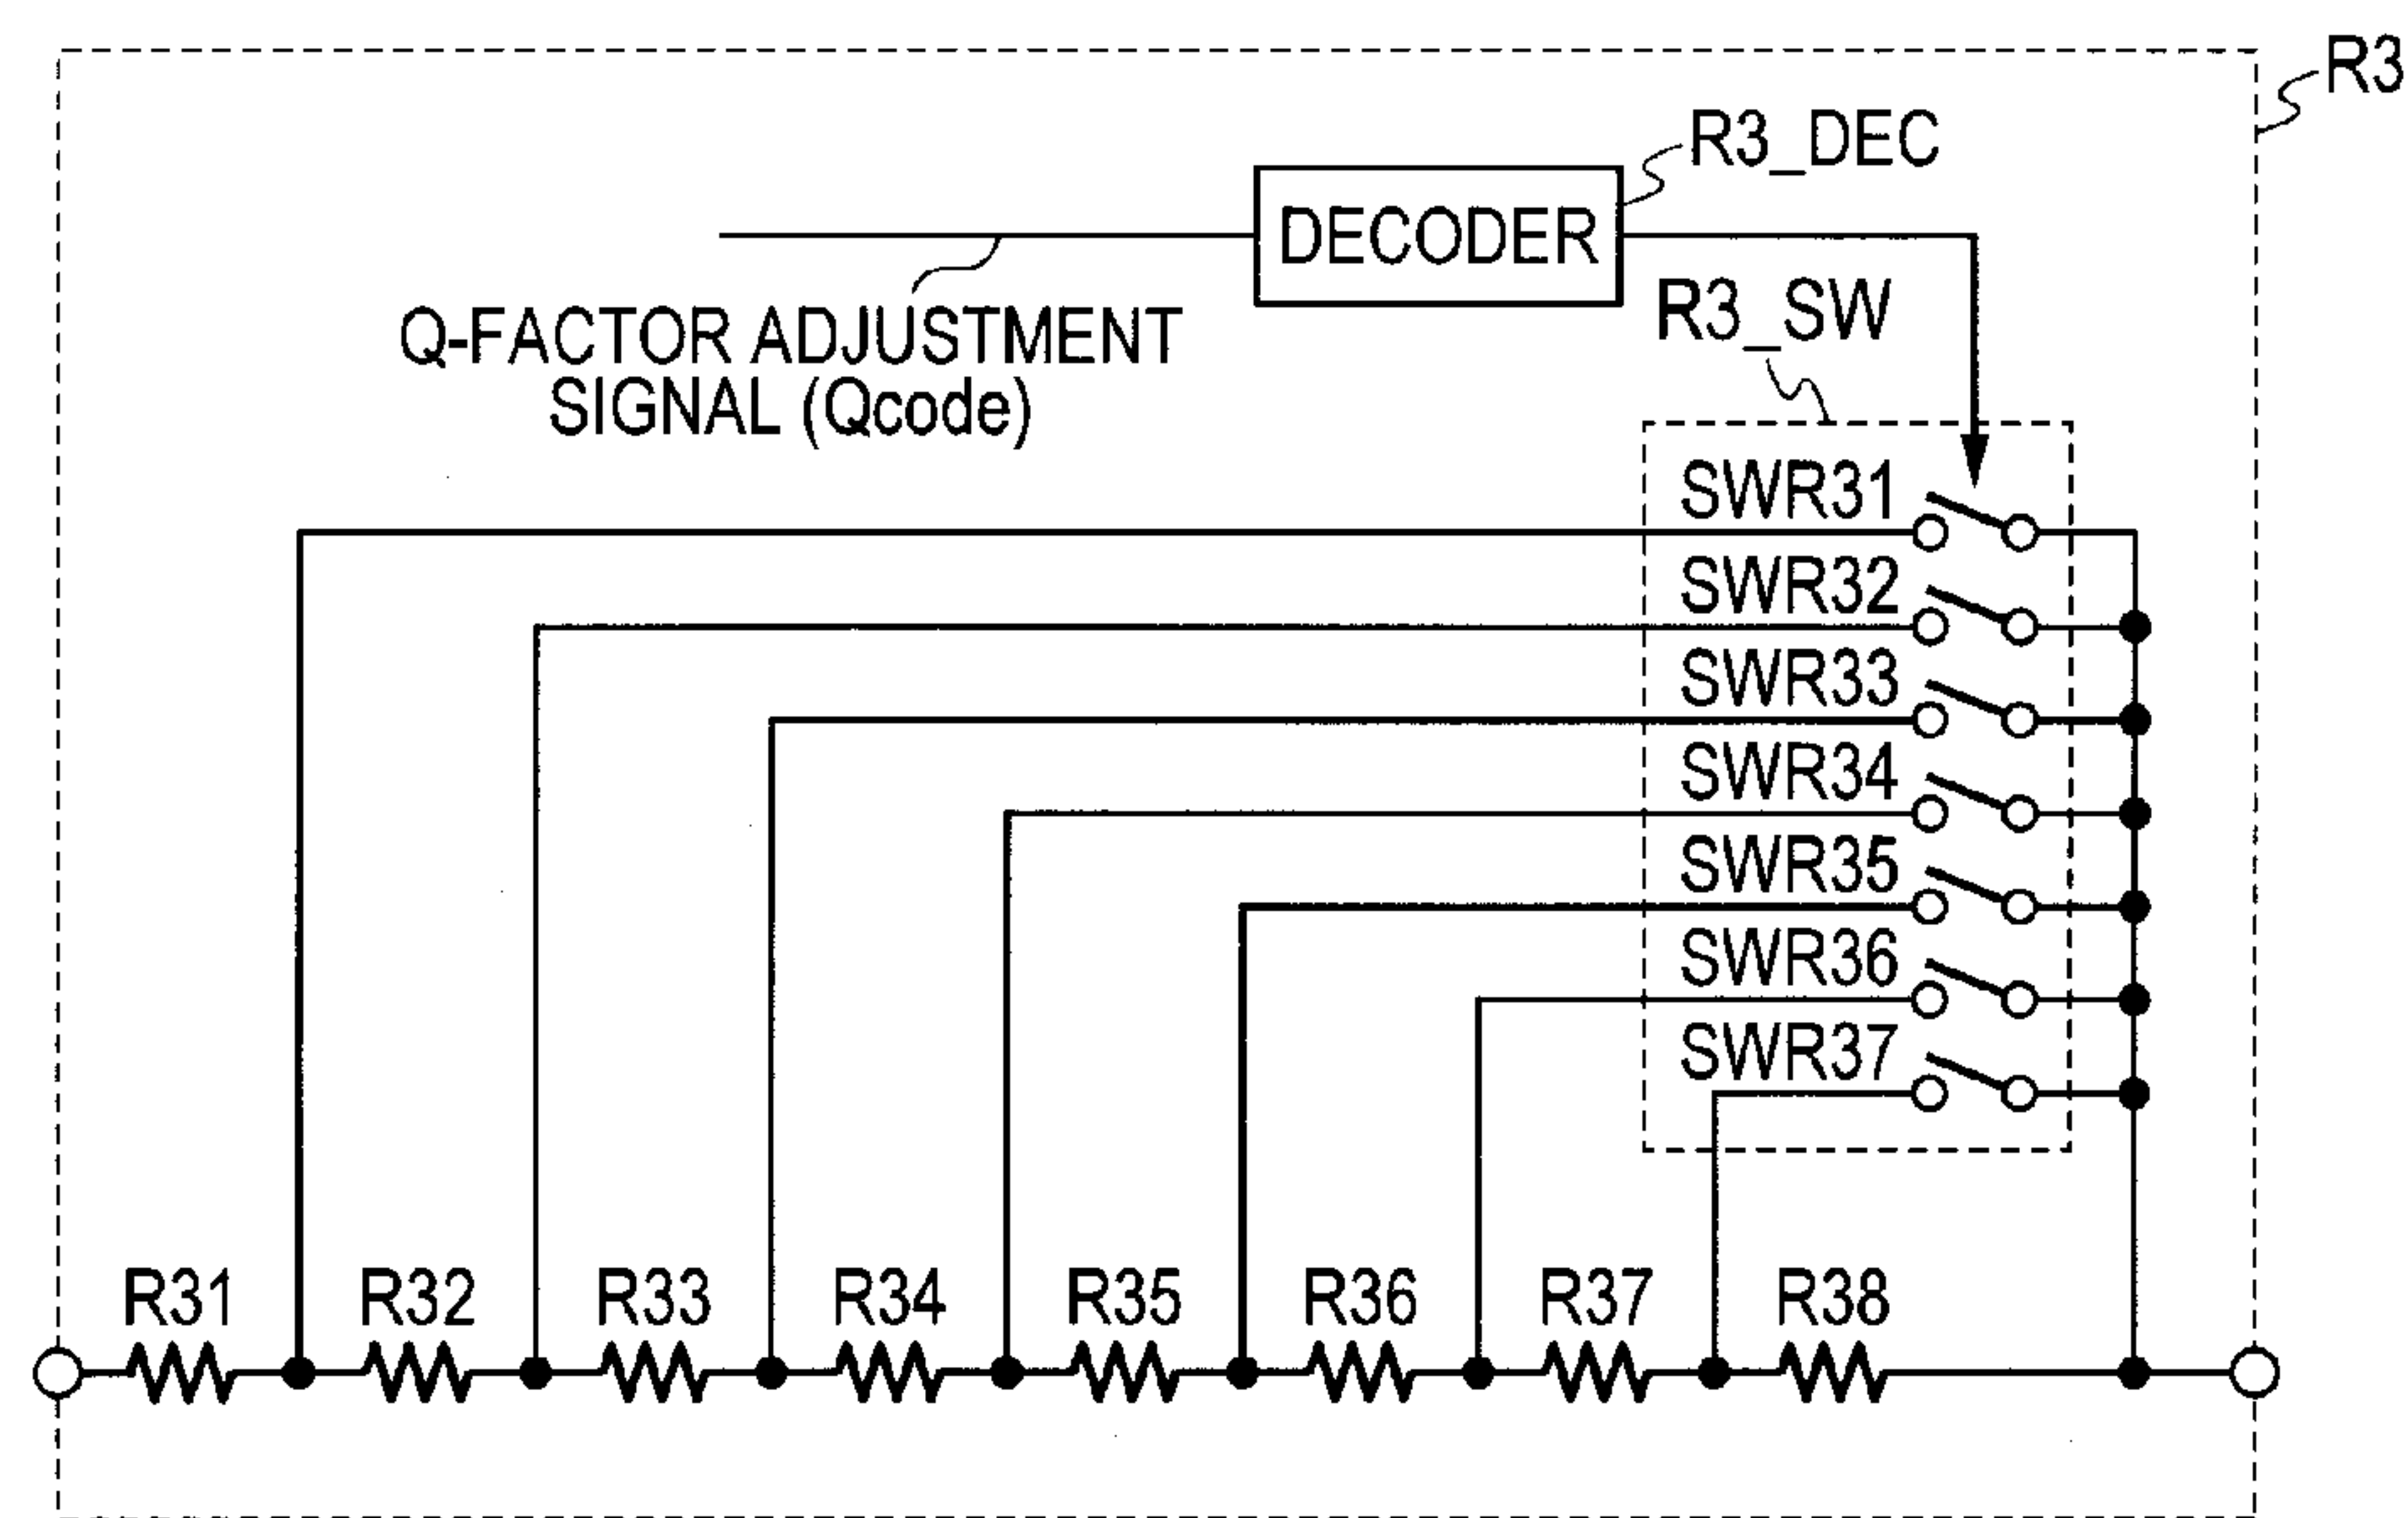 R3
R3_DEC
DECODER
R3_SW
Q-FACTOR ADJUSTMENT
SIGNAL (Qcode)
SWR31
SWR32
SWR33
SWR34
SWR35
SWR36
SWR37
R31 R32 R33 R34 R35 R36 R37 R38